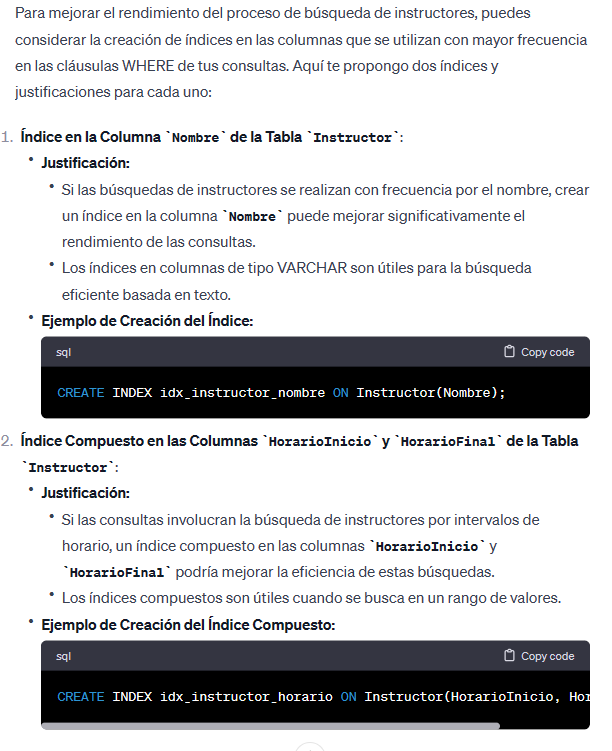 Para mejorar el rendimiento del proceso de búsqueda de instructores, puedes
considerar la creación de índices en las columnas que se utilizan con mayor frecuencia
en las cláusulas WHERE de tus consultas. Aquí te propongo dos índices y
justificaciones para cada uno:
1. Índice en la Columna `Nombre` de la Tabla `Instructor`:
• Justificación:
• Si las búsquedas de instructores se realizan con frecuencia por el nombre, crear
un índice en la columna `Nombre` puede mejorar significativamente el
rendimiento de las consultas.
• Los índices en columnas de tipo VARCHAR son útiles para la búsqueda
eficiente basada en texto.
• Ejemplo de Creación del Índice:
sql Copy code
CREATE INDEX idx_instructor_nombre ON Instructor(Nombre);
2. Índice Compuesto en las Columnas `HorarioInicio` y `HorarioFinal` de la Tabla
`Instructor`:
• Justificación:
• Si las consultas involucran la búsqueda de instructores por intervalos de
horario, un índice compuesto en las columnas `HorarioInicio` y
`HorarioFinal` podría mejorar la eficiencia de estas búsquedas.
• Los índices compuestos son útiles cuando se busca en un rango de valores.
• Ejemplo de Creación del Índice Compuesto:
sql Copy code
CREATE INDEX idx_instructor_horario ON Instructor(HorarioInicio, Hor